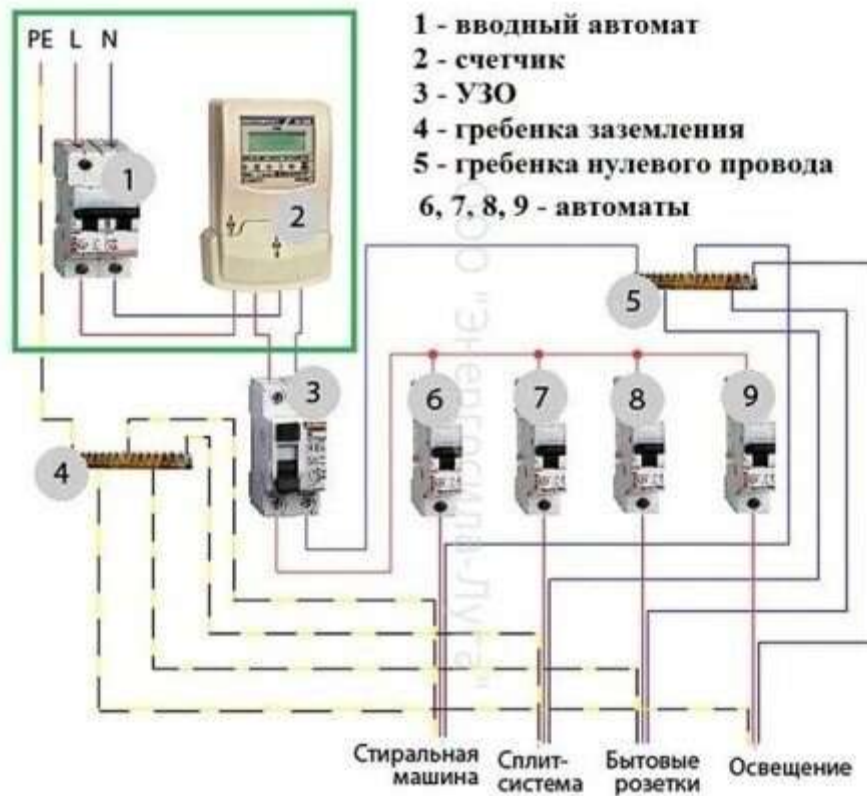 PE L N
1 - вводный автомат
2 - счетчик
3 - УЗО
4 - гребенка заземления
5 - гребенка нулевого провода
6, 7, 8, 9 - автоматы
1
2
3
4
5
6
7
8
9
Стиральная
машина
Сплит-
система
Бытовые
розетки
Освещение